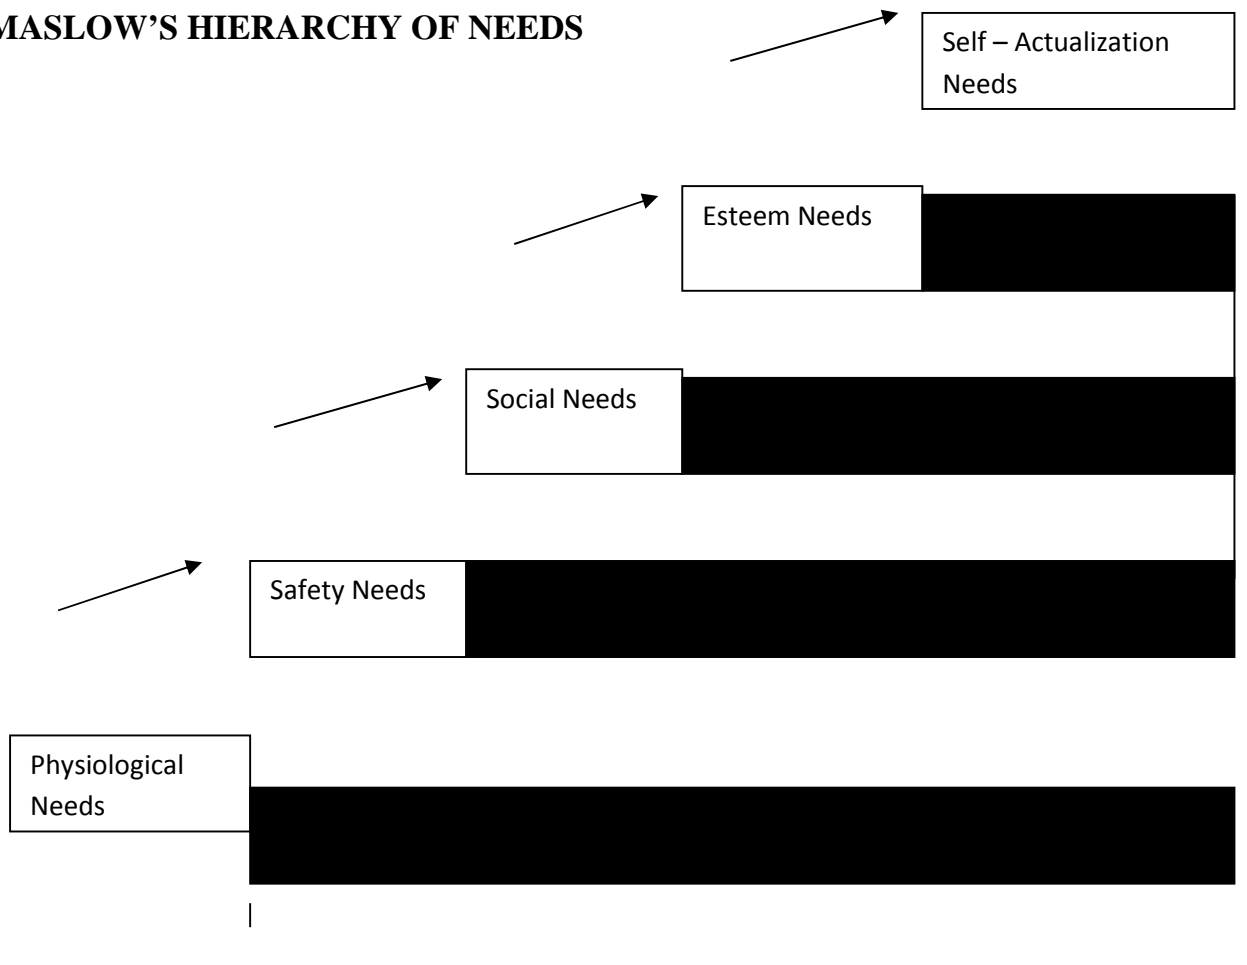 MASLOW'S HIERARCHY OF NEEDS
Self – Actualization
Needs
Esteem Needs
Social Needs
Safety Needs
Physiological
Needs